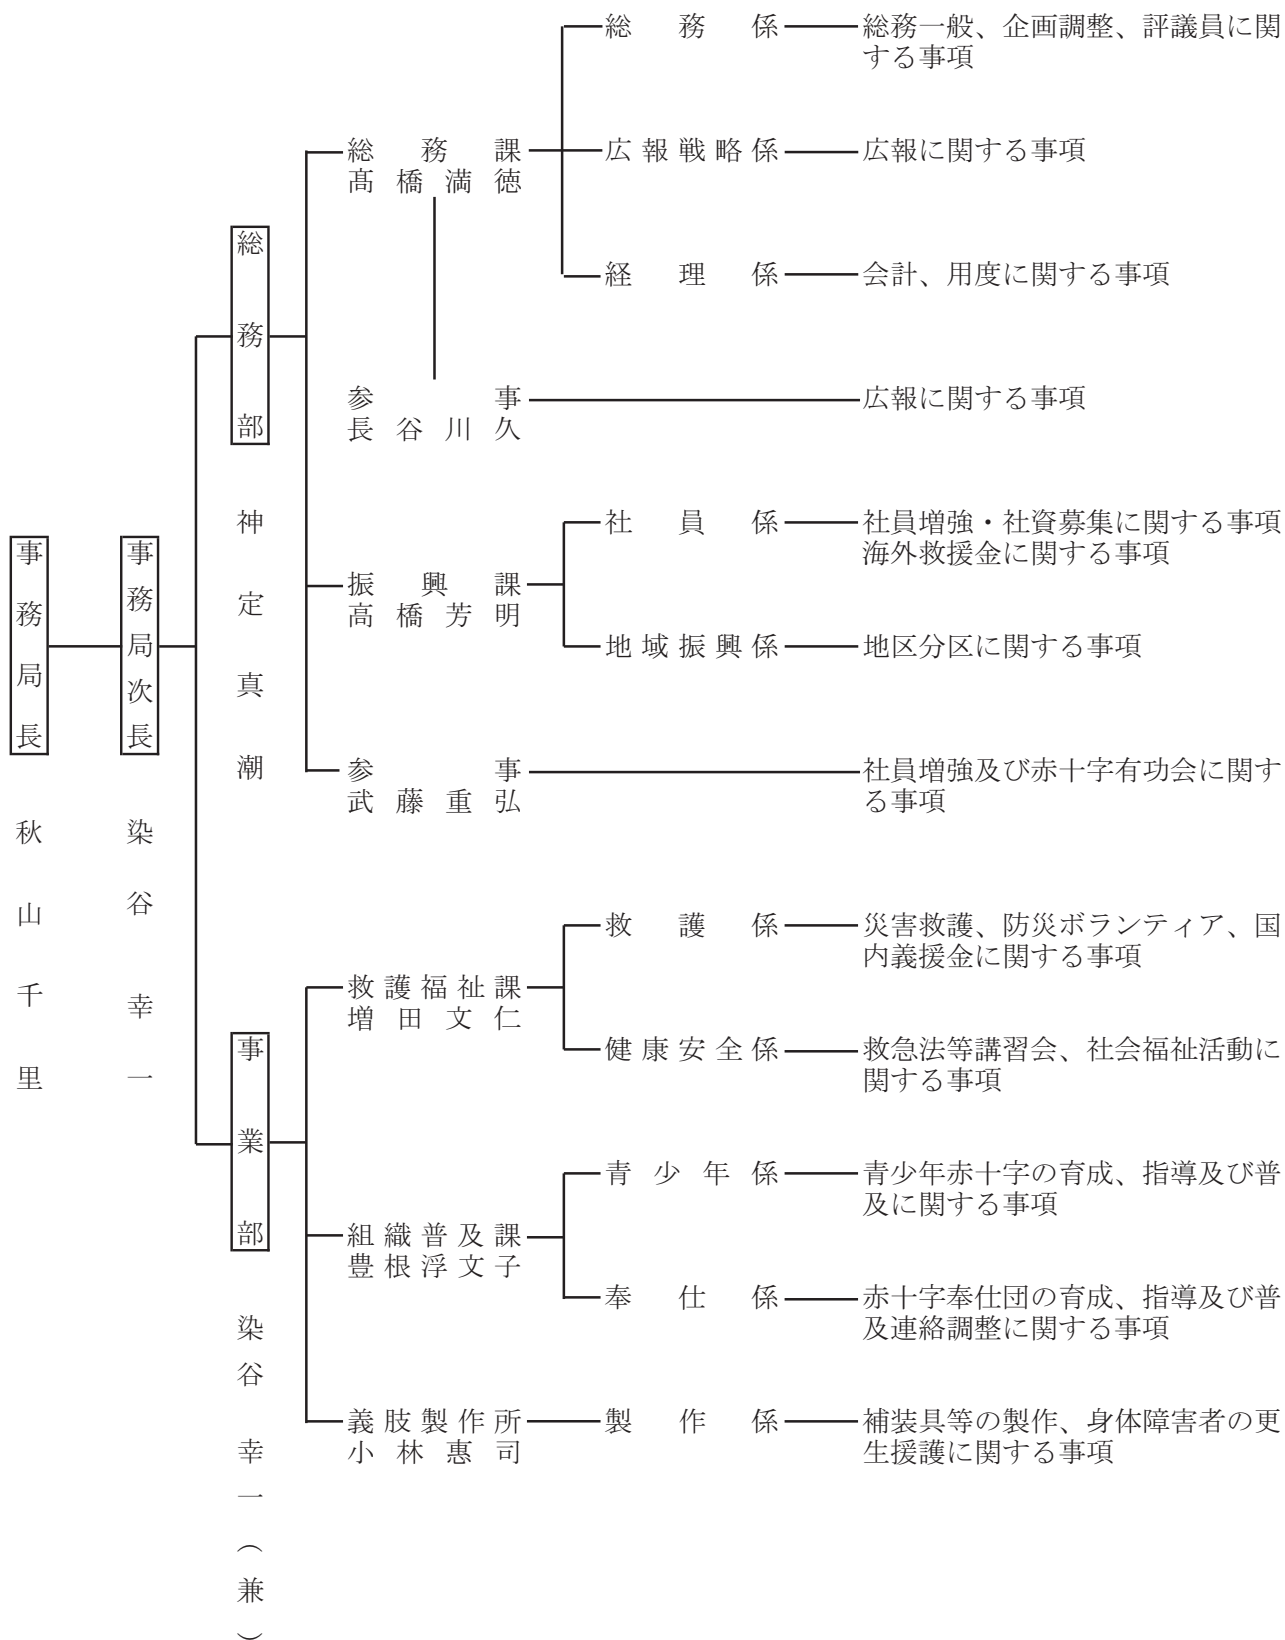 事務局長
秋山千里
事務局次長
染谷幸一
総務部
神定真潮
総務課
髙橋満徳
総務係
総務一般、企画調整、評議員に関
する事項
広報戦略係
広報に関する事項
経理係
会計、用度に関する事項
参事
長谷川久
広報に関する事項
振興課
高橋芳明
社員係
社員増強・社資募集に関する事項
海外救援金に関する事項
地域振興係
地区分区に関する事項
参事
武藤重弘
社員増強及び赤十字有功会に関す
る事項
事業部
染谷幸一（兼）
救護福祉課
増田文仁
救護係
災害救護、防災ボランティア、国
内義援金に関する事項
健康安全係
救急法等講習会、社会福祉活動に
関する事項
組織普及課
豊根浮文子
青少年係
青少年赤十字の育成、指導及び普
及に関する事項
奉仕係
赤十字奉仕団の育成、指導及び普
及連絡調整に関する事項
義肢製作所
小林惠司
製作係
補装具等の製作、身体障害者の更
生援護に関する事項